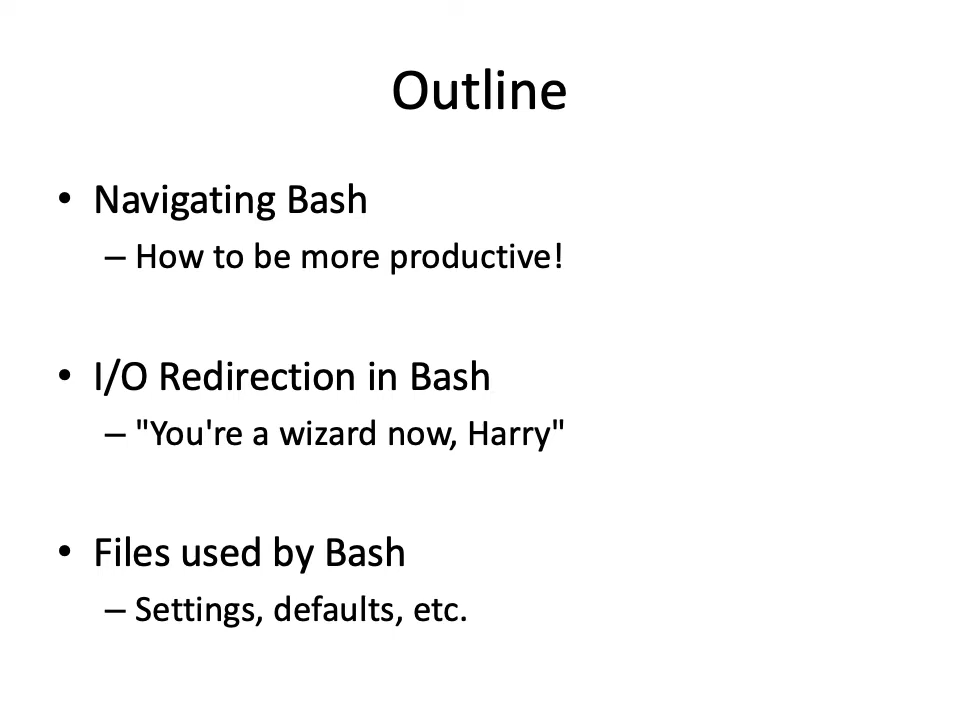 Outline
• Navigating Bash
– How to be more productive!
• I/O Redirection in Bash
– "You're a wizard now, Harry"
• Files used by Bash
– Settings, defaults, etc.